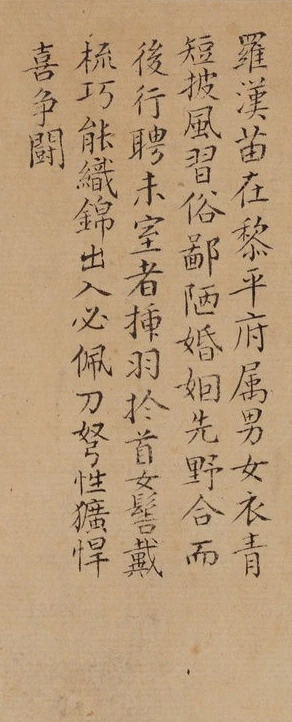 羅漢苗在黎平府属男女衣青
短披風習俗鄙陋婚姻先野合而
後行聘未室者揷羽扵首女髻戴
梳巧能織錦出入必佩刀弩性獷悍
喜争鬪